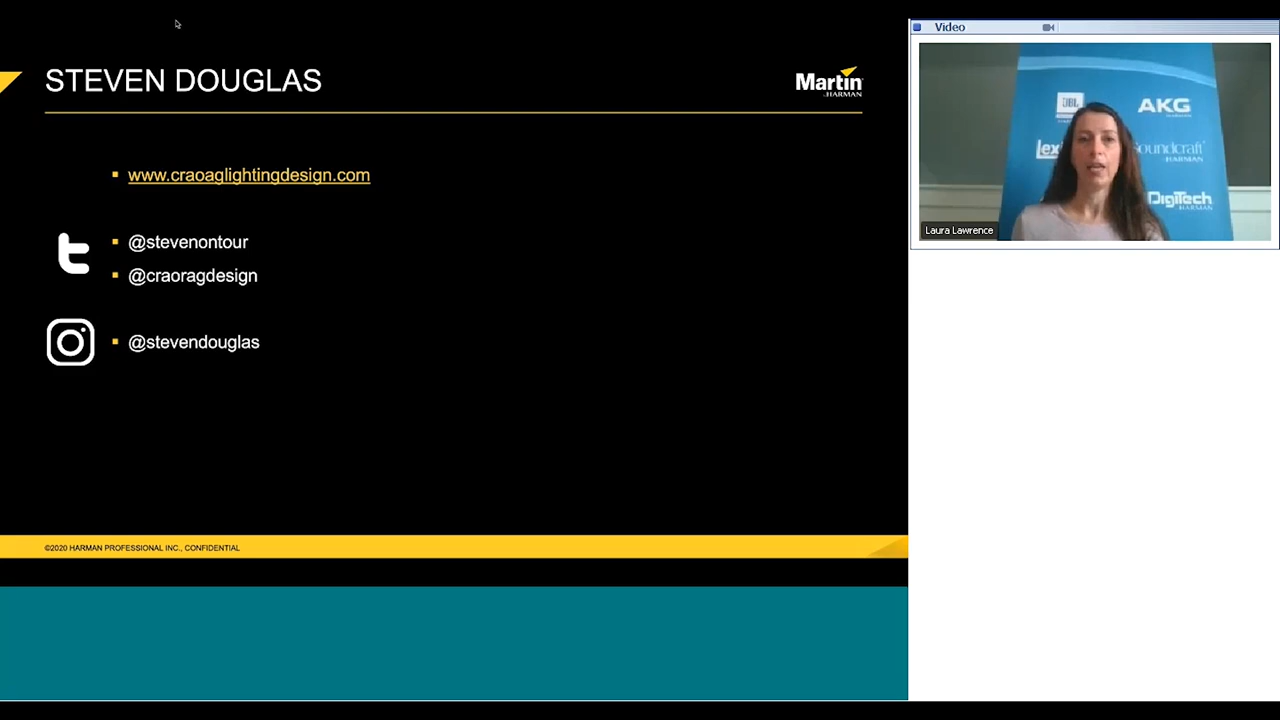 STEVEN DOUGLAS
Martin
by HARMAN
www.craoaglightingdesign.com
@stevenontour
@craoragdesign
@stevendouglas
©2020 HARMAN PROFESSIONAL INC., CONFIDENTIAL
Video
JBL
AKG
Soundcraft
HARMAN
DigiTech
HARMAN
Laura Lawrence